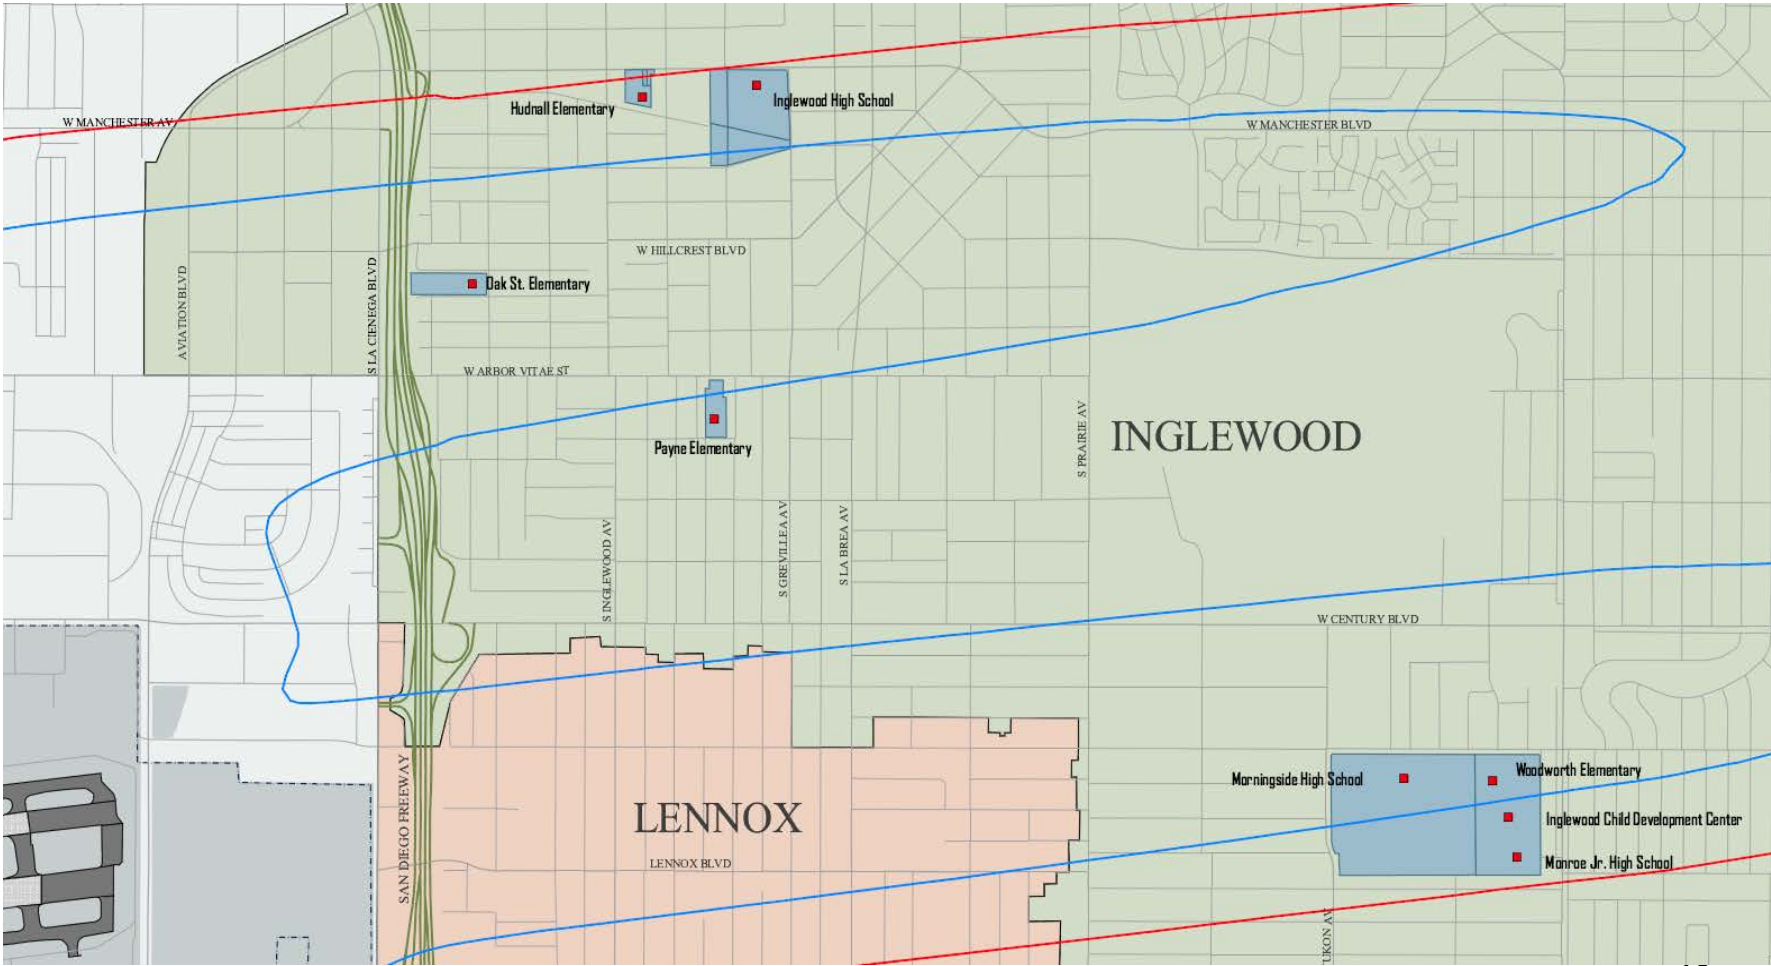 Hudnall Elementary
Inglewood High School
W MANCHESTER AV
W MANCHESTER BLVD
W HILLCREST BLVD
AVIATION BLVD
S LA CIENEGA BLVD
Oak St. Elementary
W ARBOR VITAE ST
Payne Elementary
S PRAIRIE AV
INGLEWOOD
S INGLEWOOD AV
S GREVILLEA AV
S LA BREA AV
W CENTURY BLVD
Morningside High School
Woodworth Elementary
Inglewood Child Development Center
Monroe Jr. High School
LENNOX
LENNOX BLVD
SAN DIEGO FREEWAY
YUKON AV